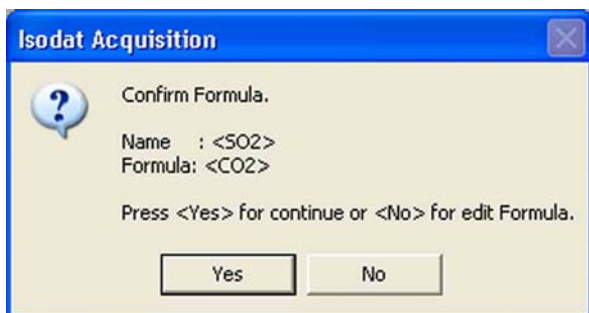 Isodat Acquisition
Confirm Formula.
Name : <SO2>
Formula: <CO2>
Press <Yes> for continue or <No> for edit Formula.
Yes No